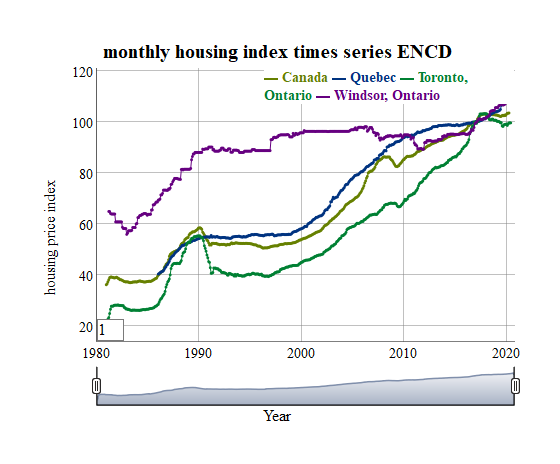 monthly housing index times series ENCD
Canada Quebec Toronto,
Ontario Windsor, Ontario
120
100
80
60
40
20
housing price index
1
1980 1990 2000 2010 2020
Year